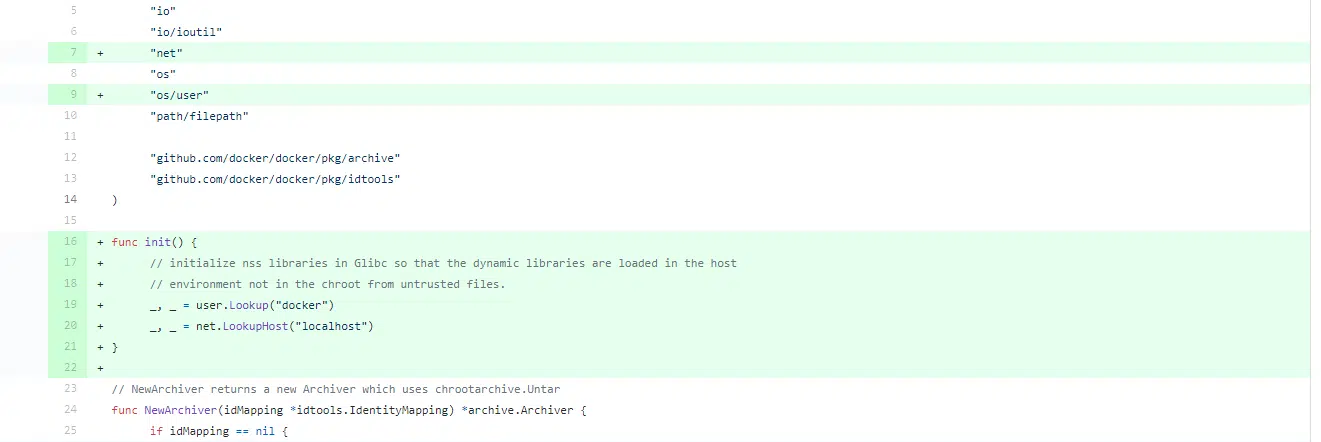 5 "io"
6 "io/ioutil"
7 + "net"
8 "os"
9 + "os/user"
10 "path/filepath"
11
12 "github.com/docker/docker/pkg/archive"
13 "github.com/docker/docker/pkg/idtools"
14 )
15
16 + func init() {
17 + // initialize nss libraries in Glibc so that the dynamic libraries are loaded in the host
18 + // environment not in the chroot from untrusted files.
19 + _, _ = user.Lookup("docker")
20 + _, _ = net.LookupHost("localhost")
21 + }
22 +
23 // NewArchiver returns a new Archiver which uses chrootarchive.Untar
24 func NewArchiver(idMapping *idtools.IdentityMapping) *archive.Archiver {
25 if idMapping == nil {